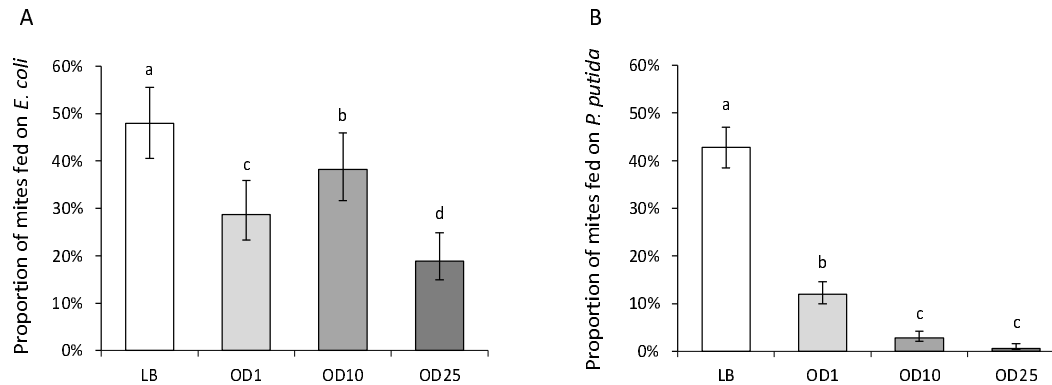 A
Proportion of mites fed on E. coli
60%
50%
40%
30%
20%
10%
0%
a
c
b
d
LB
OD1
OD10
OD25
B
Proportion of mites fed on P. putida
60%
50%
40%
30%
20%
10%
0%
a
b
c
c
LB
OD1
OD10
OD25